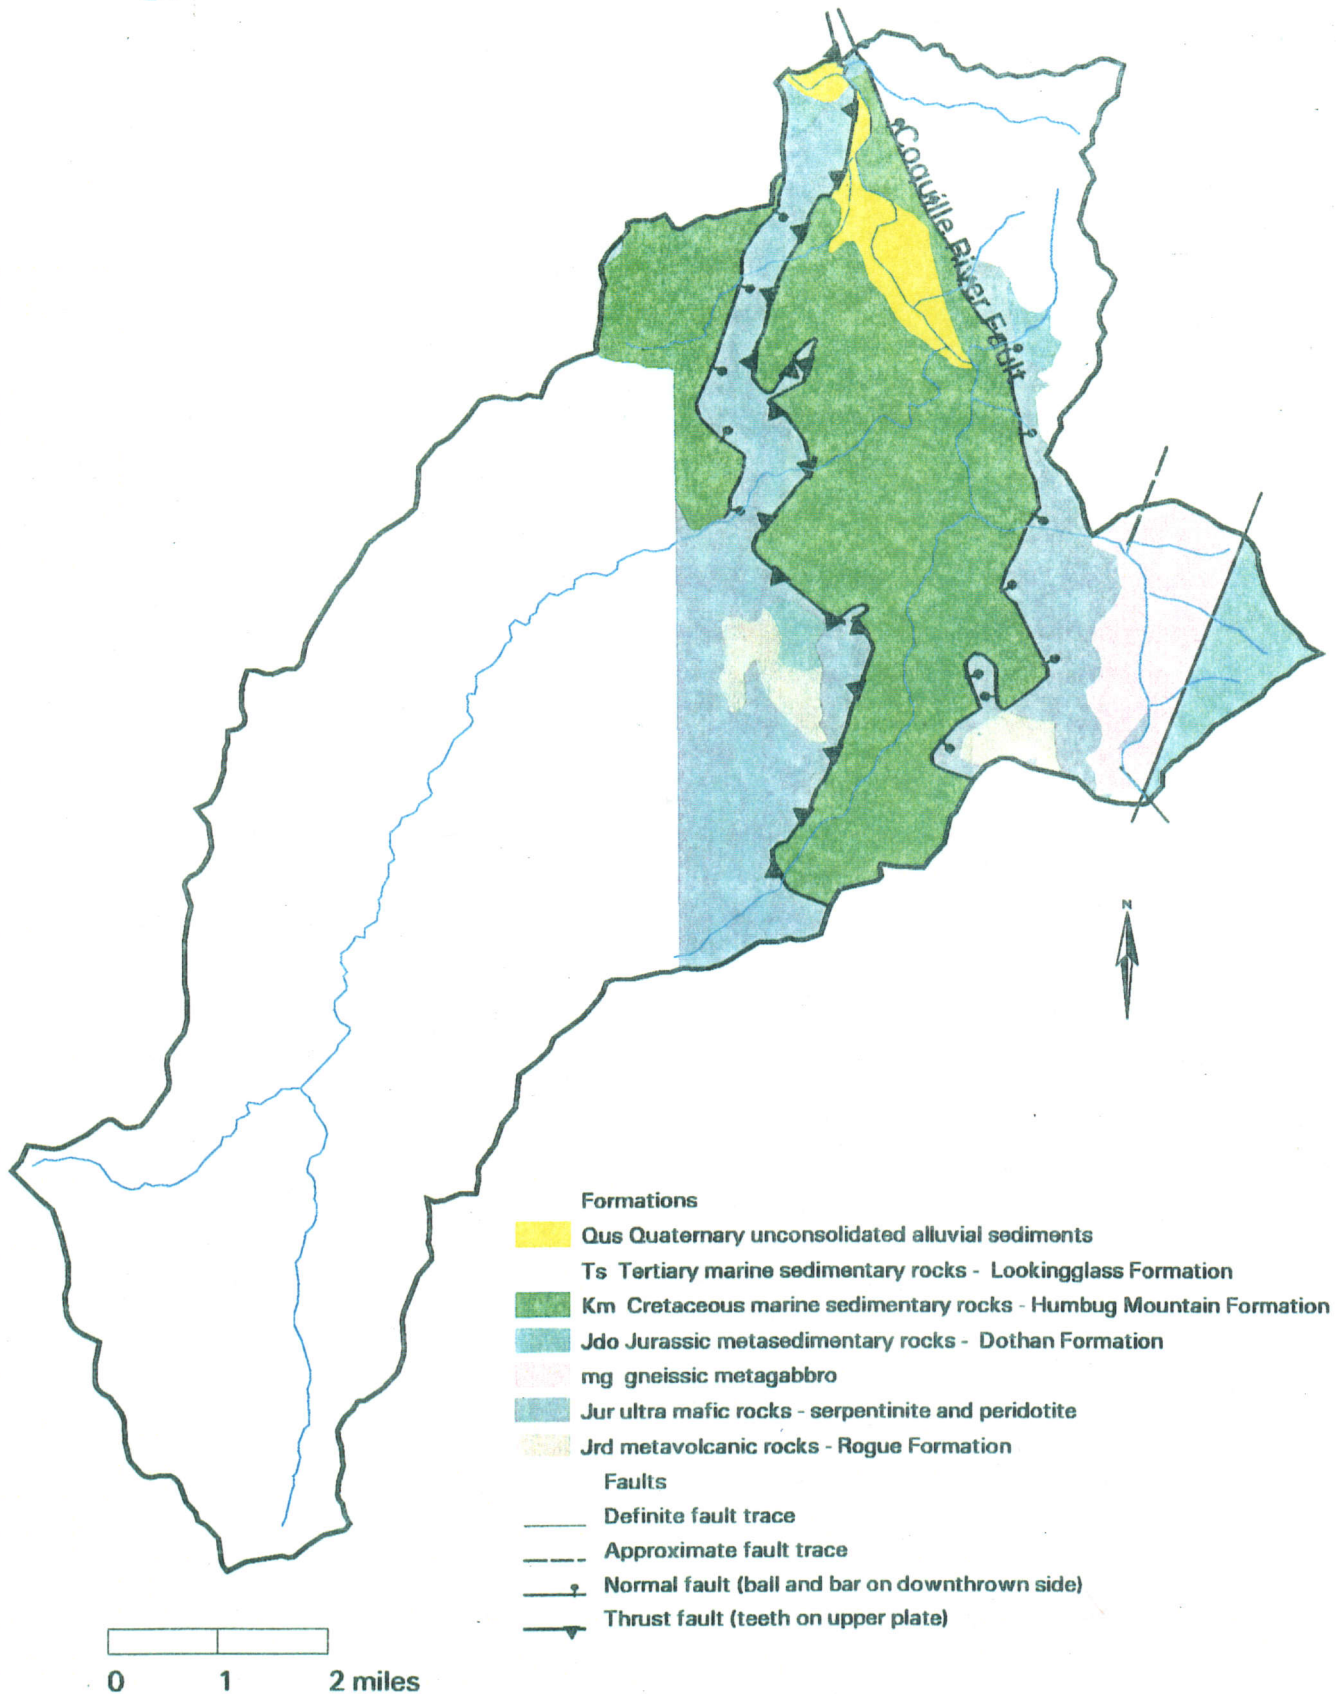 Coquille River Fault
N
Formations
Qus Quaternary unconsolidated alluvial sediments
Ts Tertiary marine sedimentary rocks - Lookingglass Formation
Km Cretaceous marine sedimentary rocks - Humbug Mountain Formation
Jdo Jurassic metasedimentary rocks - Dothan Formation
mg gneissic metagabbro
Jur ultra mafic rocks - serpentinite and peridotite
Jrd metavolcanic rocks - Rogue Formation
Faults
Definite fault trace
Approximate fault trace
Normal fault (ball and bar on downthrown side)
Thrust fault (teeth on upper plate)
0 1 2 miles